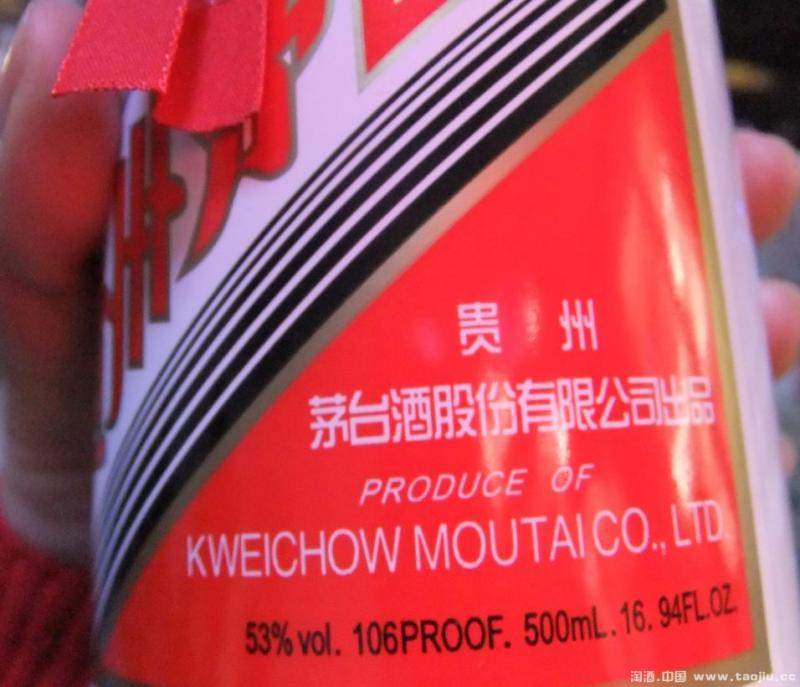 贵州
茅台酒股份有限公司出品
PRODUCE OF
KWEICHOW MOUTAI CO., LTD.
53%vol. 106PROOF. 500mL. 16.94FL.OZ.
淘酒.中国 www.taojiu.cc